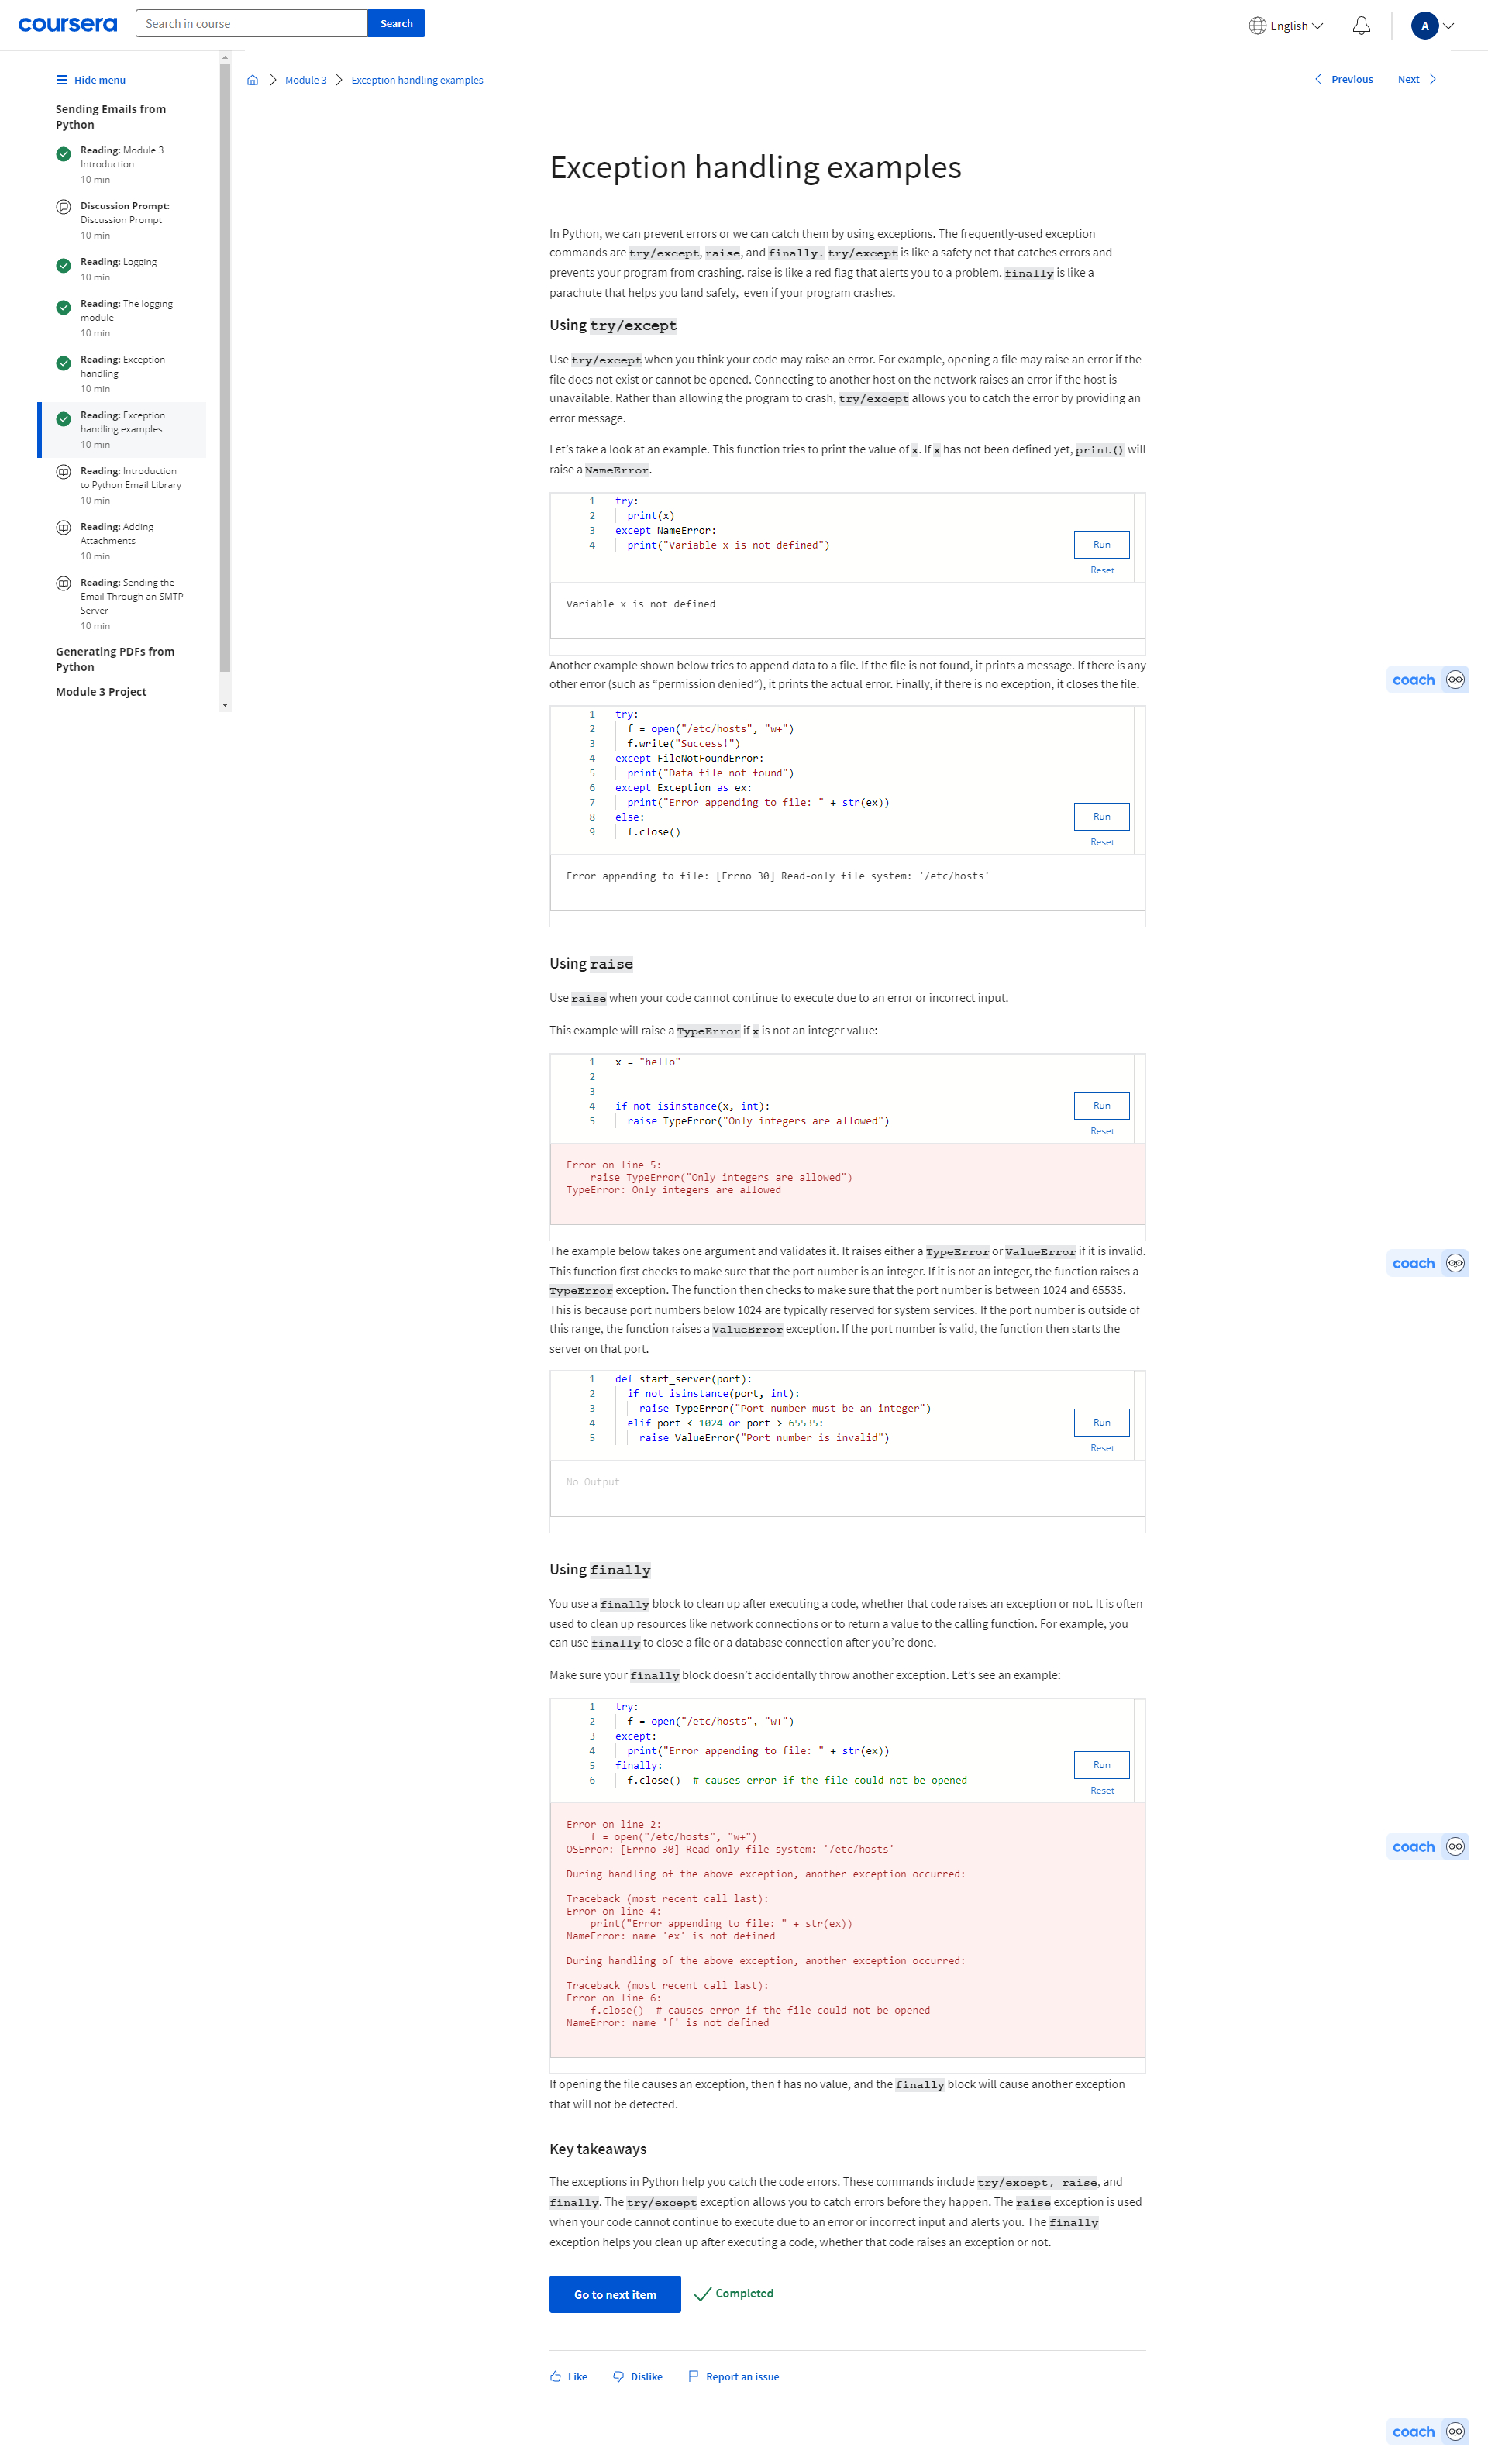 coursera
Search in course
Search
English
A
Hide menu
Sending Emails from
Python
Reading: Module 3
Introduction
10 min
Discussion Prompt:
Discussion Prompt
10 min
Reading: Logging
10 min
Reading: The logging
module
10 min
Reading: Exception
handling
10 min
Reading: Exception
handling examples
10 min
Reading: Introduction
to Python Email Library
10 min
Reading: Adding
Attachments
10 min
Reading: Sending the
Email Through an SMTP
Server
10 min
Generating PDFs from
Python
Module 3 Project
Module 3
Exception handling examples
Previous
Next
Exception handling examples
In Python, we can prevent errors or we can catch them by using exceptions. The frequently-used exception
commands are try/except, raise, and finally. try/except is like a safety net that catches errors and
prevents your program from crashing. raise is like a red flag that alerts you to a problem. finally is like a
parachute that helps you land safely, even if your program crashes.
Using try/except
Use try/except when you think your code may raise an error. For example, opening a file may raise an error if the
file does not exist or cannot be opened. Connecting to another host on the network raises an error if the host is
unavailable. Rather than allowing the program to crash, try/except allows you to catch the error by providing an
error message.
Let's take a look at an example. This function tries to print the value of x. If x has not been defined yet, print() will
raise a NameError.
1 try:
2 print(x)
3 except NameError:
4 print("Variable x is not defined")
Run
Reset
Variable x is not defined
Another example shown below tries to append data to a file. If the file is not found, it prints a message. If there is any
other error (such as “permission denied”), it prints the actual error. Finally, if there is no exception, it closes the file.
coach
1 try:
2 f = open("/etc/hosts", "w+")
3 f.write("Success!")
4 except FileNotFoundError:
5 print("Data file not found")
6 except Exception as ex:
7 print("Error appending to file: " + str(ex))
8 else:
9 f.close()
Run
Reset
Error appending to file: [Errno 30] Read-only file system: '/etc/hosts'
Using raise
Use raise when your code cannot continue to execute due to an error or incorrect input.
This example will raise a TypeError if x is not an integer value:
1 x = "hello"
2
3
4 if not isinstance(x, int):
5 raise TypeError("Only integers are allowed")
Run
Reset
Error on line 5:
raise TypeError("Only integers are allowed")
TypeError: Only integers are allowed
The example below takes one argument and validates it. It raises either a TypeError or ValueError if it is invalid.
This function first checks to make sure that the port number is an integer. If it is not an integer, the function raises a
TypeError exception. The function then checks to make sure that the port number is between 1024 and 65535.
This is because port numbers below 1024 are typically reserved for system services. If the port number is outside of
this range, the function raises a ValueError exception. If the port number is valid, the function then starts the
server on that port.
coach
1 def start_server(port):
2 if not isinstance(port, int):
3 raise TypeError("Port number must be an integer")
4 elif port < 1024 or port > 65535:
5 raise ValueError("Port number is invalid")
Run
Reset
No Output
Using finally
You use a finally block to clean up after executing a code, whether that code raises an exception or not. It is often
used to clean up resources like network connections or to return a value to the calling function. For example, you
can use finally to close a file or a database connection after you're done.
Make sure your finally block doesn't accidentally throw another exception. Let's see an example:
1 try:
2 f = open("/etc/hosts", "w+")
3 except:
4 print("Error appending to file: " + str(ex))
5 finally:
6 f.close() # causes error if the file could not be opened
Run
Reset
Error on line 2:
f = open("/etc/hosts", "w+")
OSError: [Errno 30] Read-only file system: '/etc/hosts'
During handling of the above exception, another exception occurred:
Traceback (most recent call last):
Error on line 4:
print("Error appending to file: " + str(ex))
NameError: name 'ex' is not defined
During handling of the above exception, another exception occurred:
Traceback (most recent call last):
Error on line 6:
f.close() # causes error if the file could not be opened
NameError: name 'f' is not defined
coach
If opening the file causes an exception, then f has no value, and the finally block will cause another exception
that will not be detected.
Key takeaways
The exceptions in Python help you catch the code errors. These commands include try/except, raise, and
finally. The try/except exception allows you to catch errors before they happen. The raise exception is used
when your code cannot continue to execute due to an error or incorrect input and alerts you. The finally
exception helps you clean up after executing a code, whether that code raises an exception or not.
Go to next item
Completed
Like
Dislike
Report an issue
coach